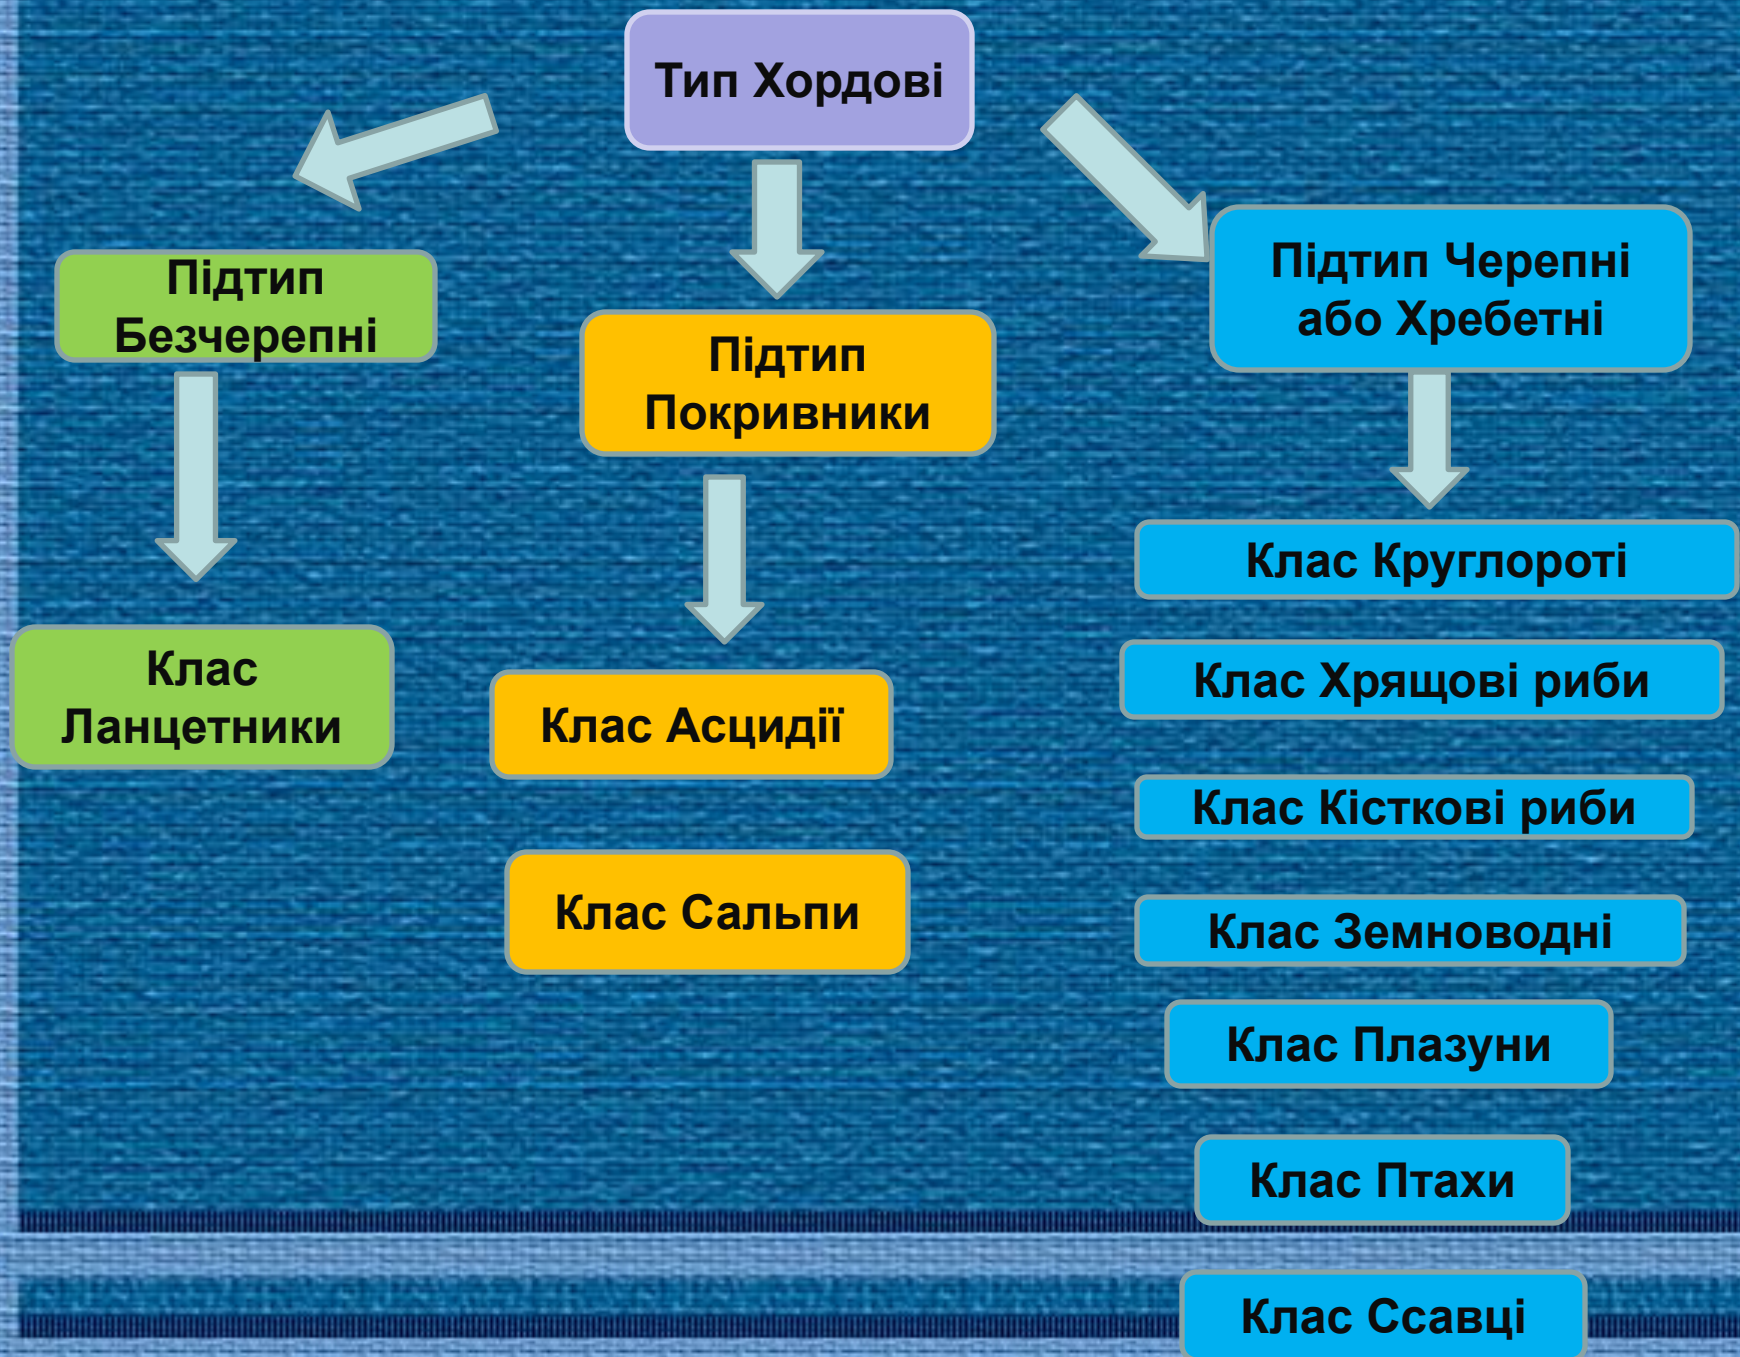 Тип Хордові
Підтип
Безчерепні
Клас
Ланцетники
Підтип
Покривники
Клас Асцидії
Клас Сальпи
Підтип Черепні
або Хребетні
Клас Круглороті
Клас Хрящові риби
Клас Кісткові риби
Клас Земноводні
Клас Плазуни
Клас Птахи
Клас Ссавці